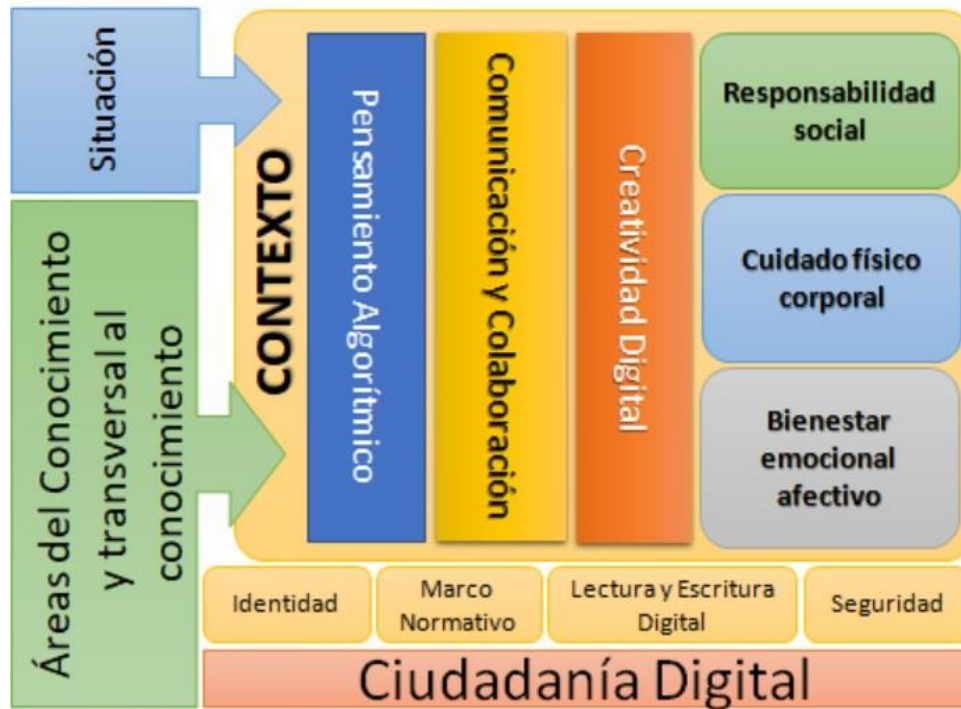 Situación
Áreas del Conocimiento
y transversal al
conocimiento
CONTEXTO
Pensamiento Algorítmico
Comunicación y Colaboración
Creatividad Digital
Responsabilidad
social
Cuidado físico
corporal
Bienestar
emocional
afectivo
Identidad
Marco
Normativo
Lectura y Escritura
Digital
Seguridad
Ciudadanía Digital